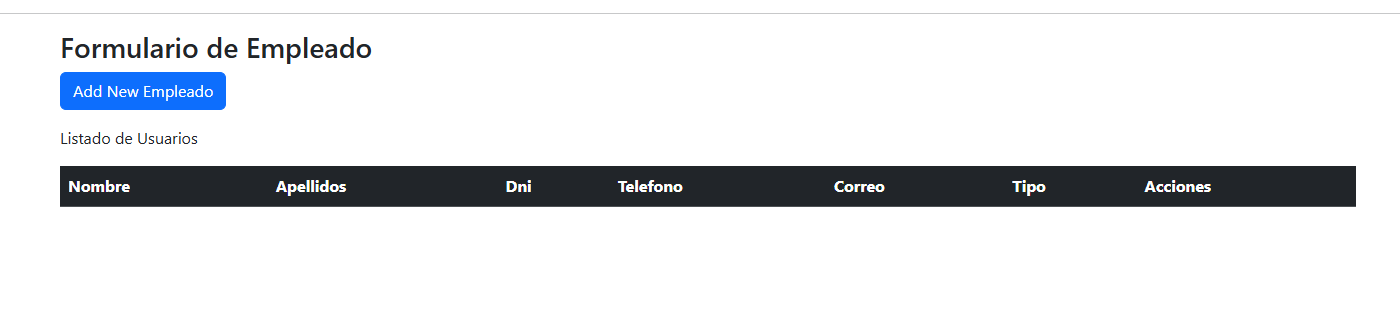 Formulario de Empleado
Add New Empleado
Listado de Usuarios
Nombre Apellidos Dni Telefono Correo Tipo Acciones